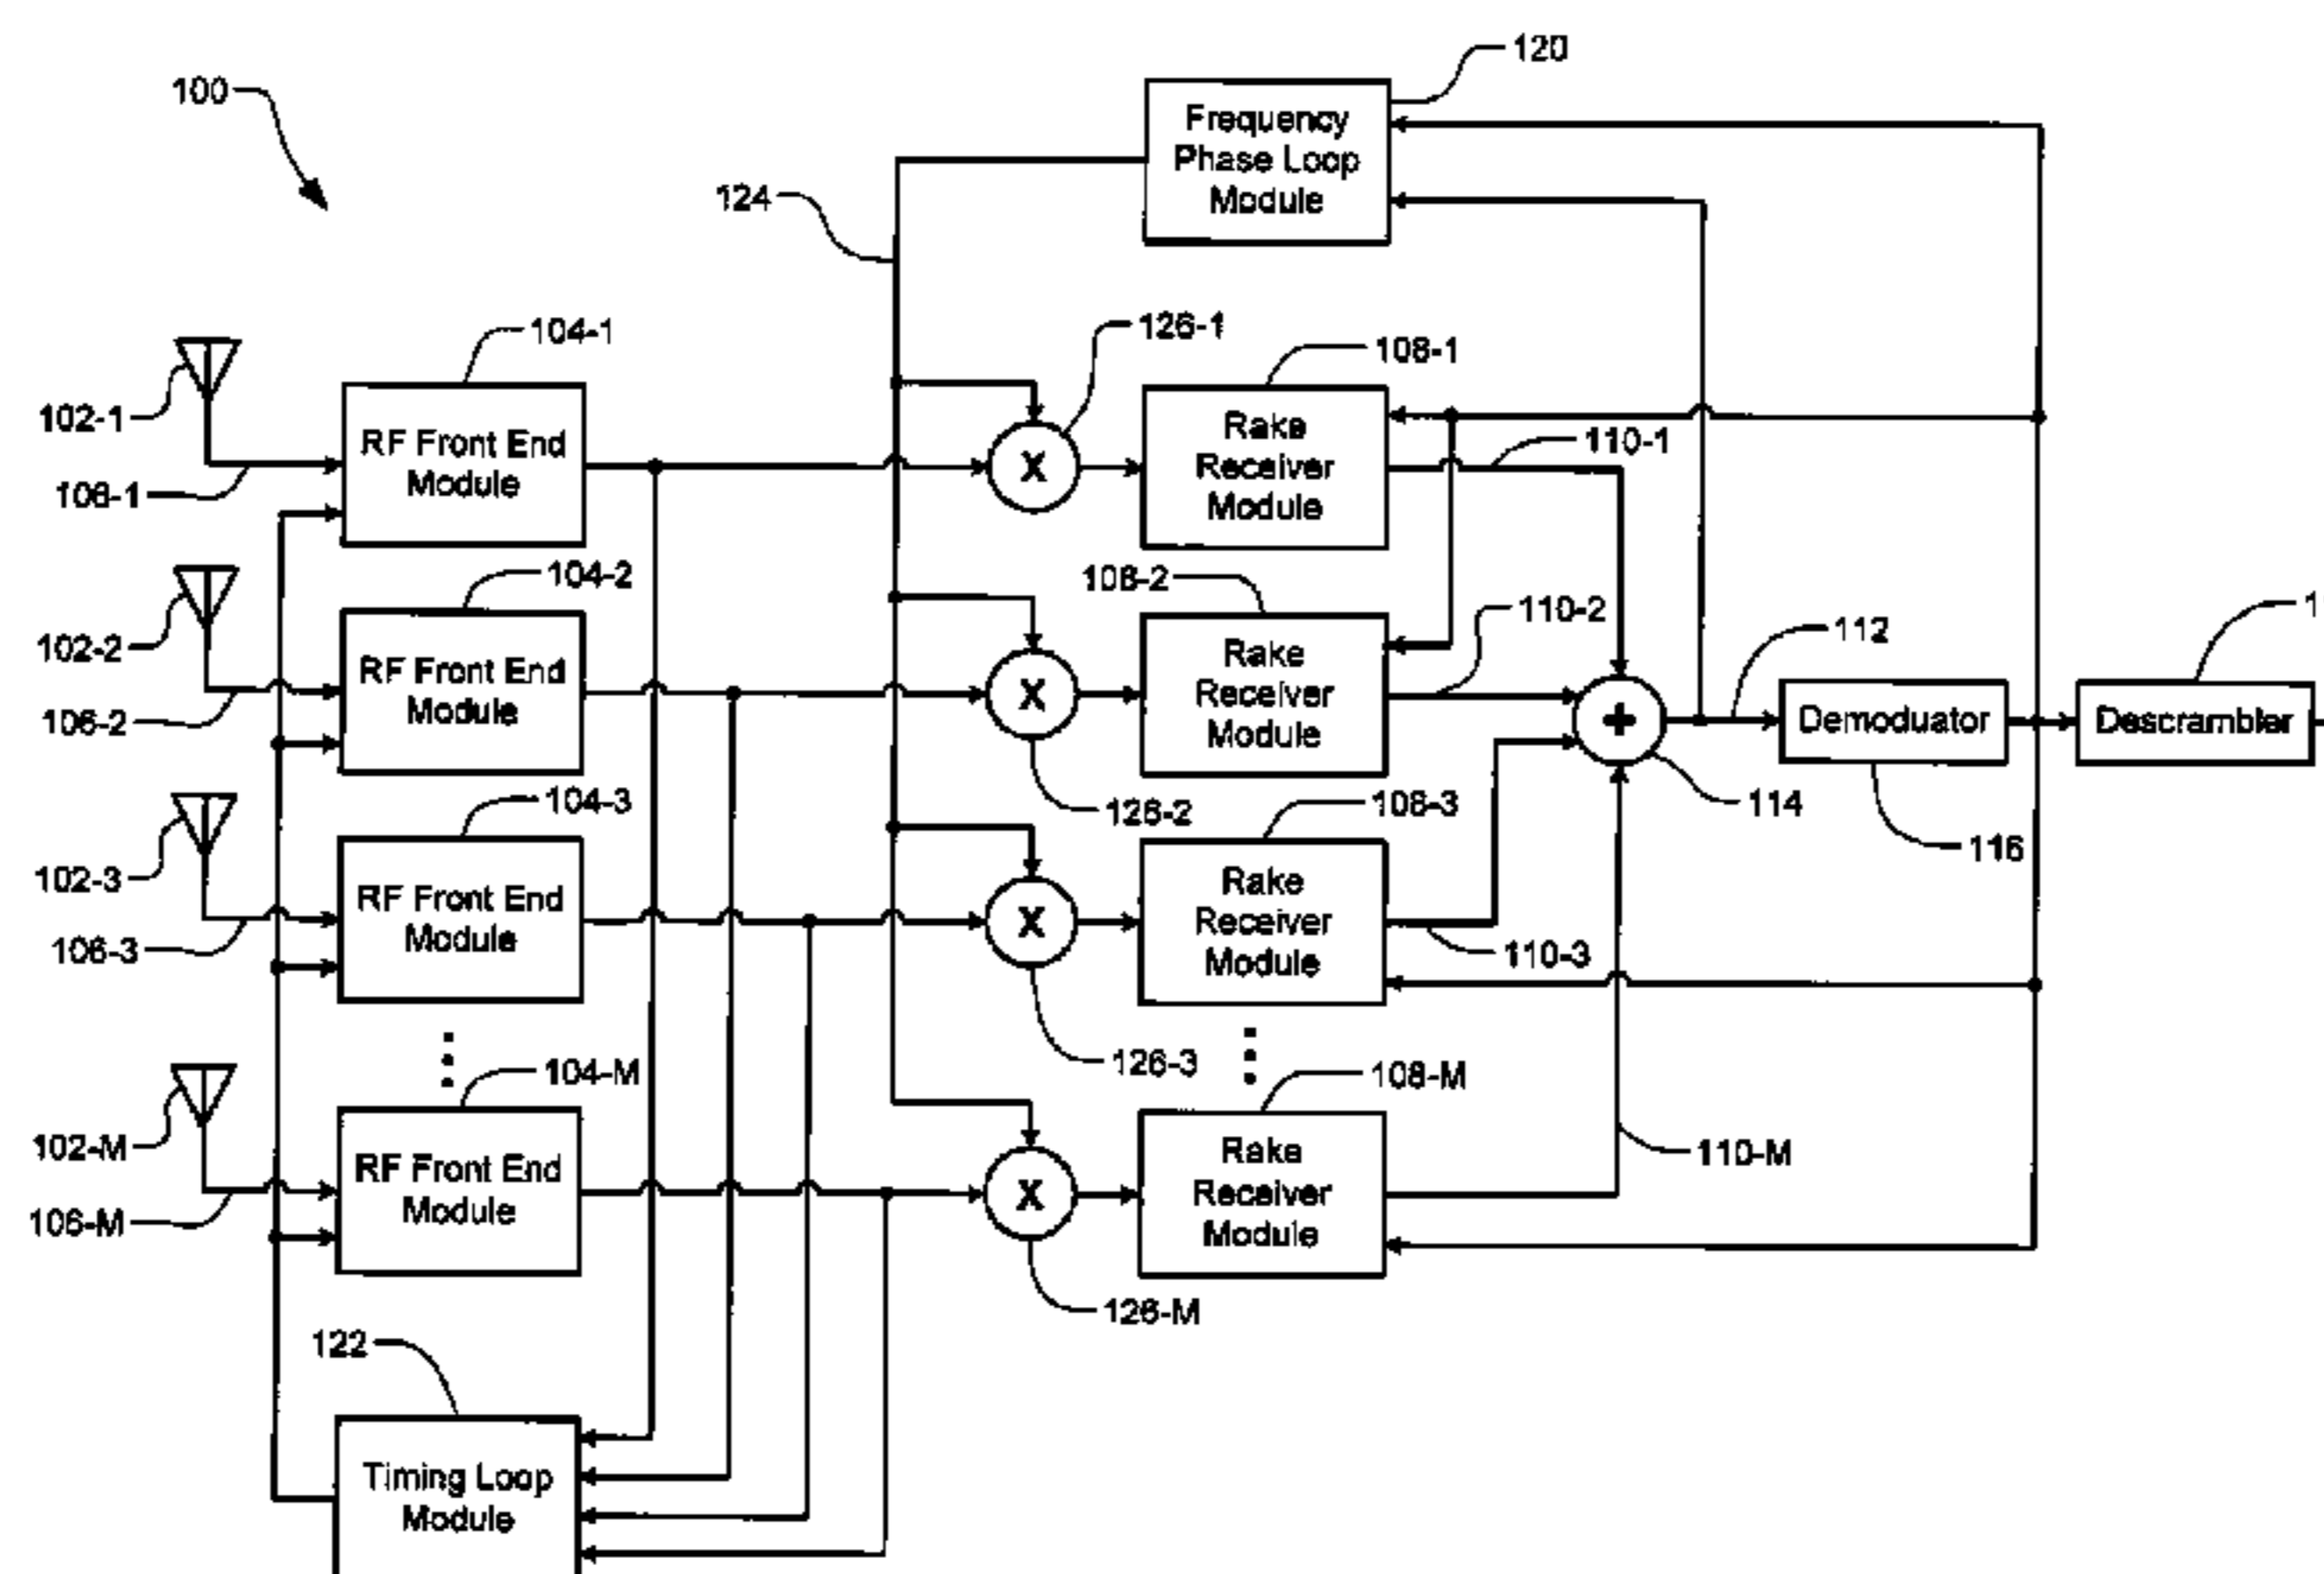 120
100
Frequency
Phase Loop
Module
124
126-1
104-1
108-1
102-1
RF Front End
Module
Rake
Receiver
Module
110-1
106-1
104-2
108-2
110-2
112
1
102-2
RF Front End
Module
Rake
Receiver
Module
Demoduator
Descrambler
106-2
126-2
104-3
108-3
114
116
102-3
RF Front End
Module
Rake
Receiver
Module
110-3
106-3
126-3
104-M
108-M
102-M
RF Front End
Module
Rake
Receiver
Module
110-M
106-M
126-M
122
Timing Loop
Module